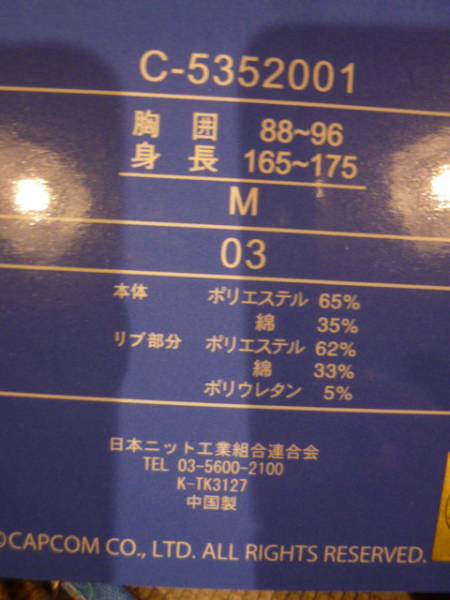 C-5352001
胸囲 88~96
身長 165~175
M
03
本体 ポリエステル 65%
綿 35%
リブ部分 ポリエステル 62%
綿 33%
ポリウレタン 5%
日本ニット工業組合連合会
TEL 03-5600-2100
K-TK3127
中国製
©CAPCOM CO., LTD. ALL RIGHTS RESERVED.